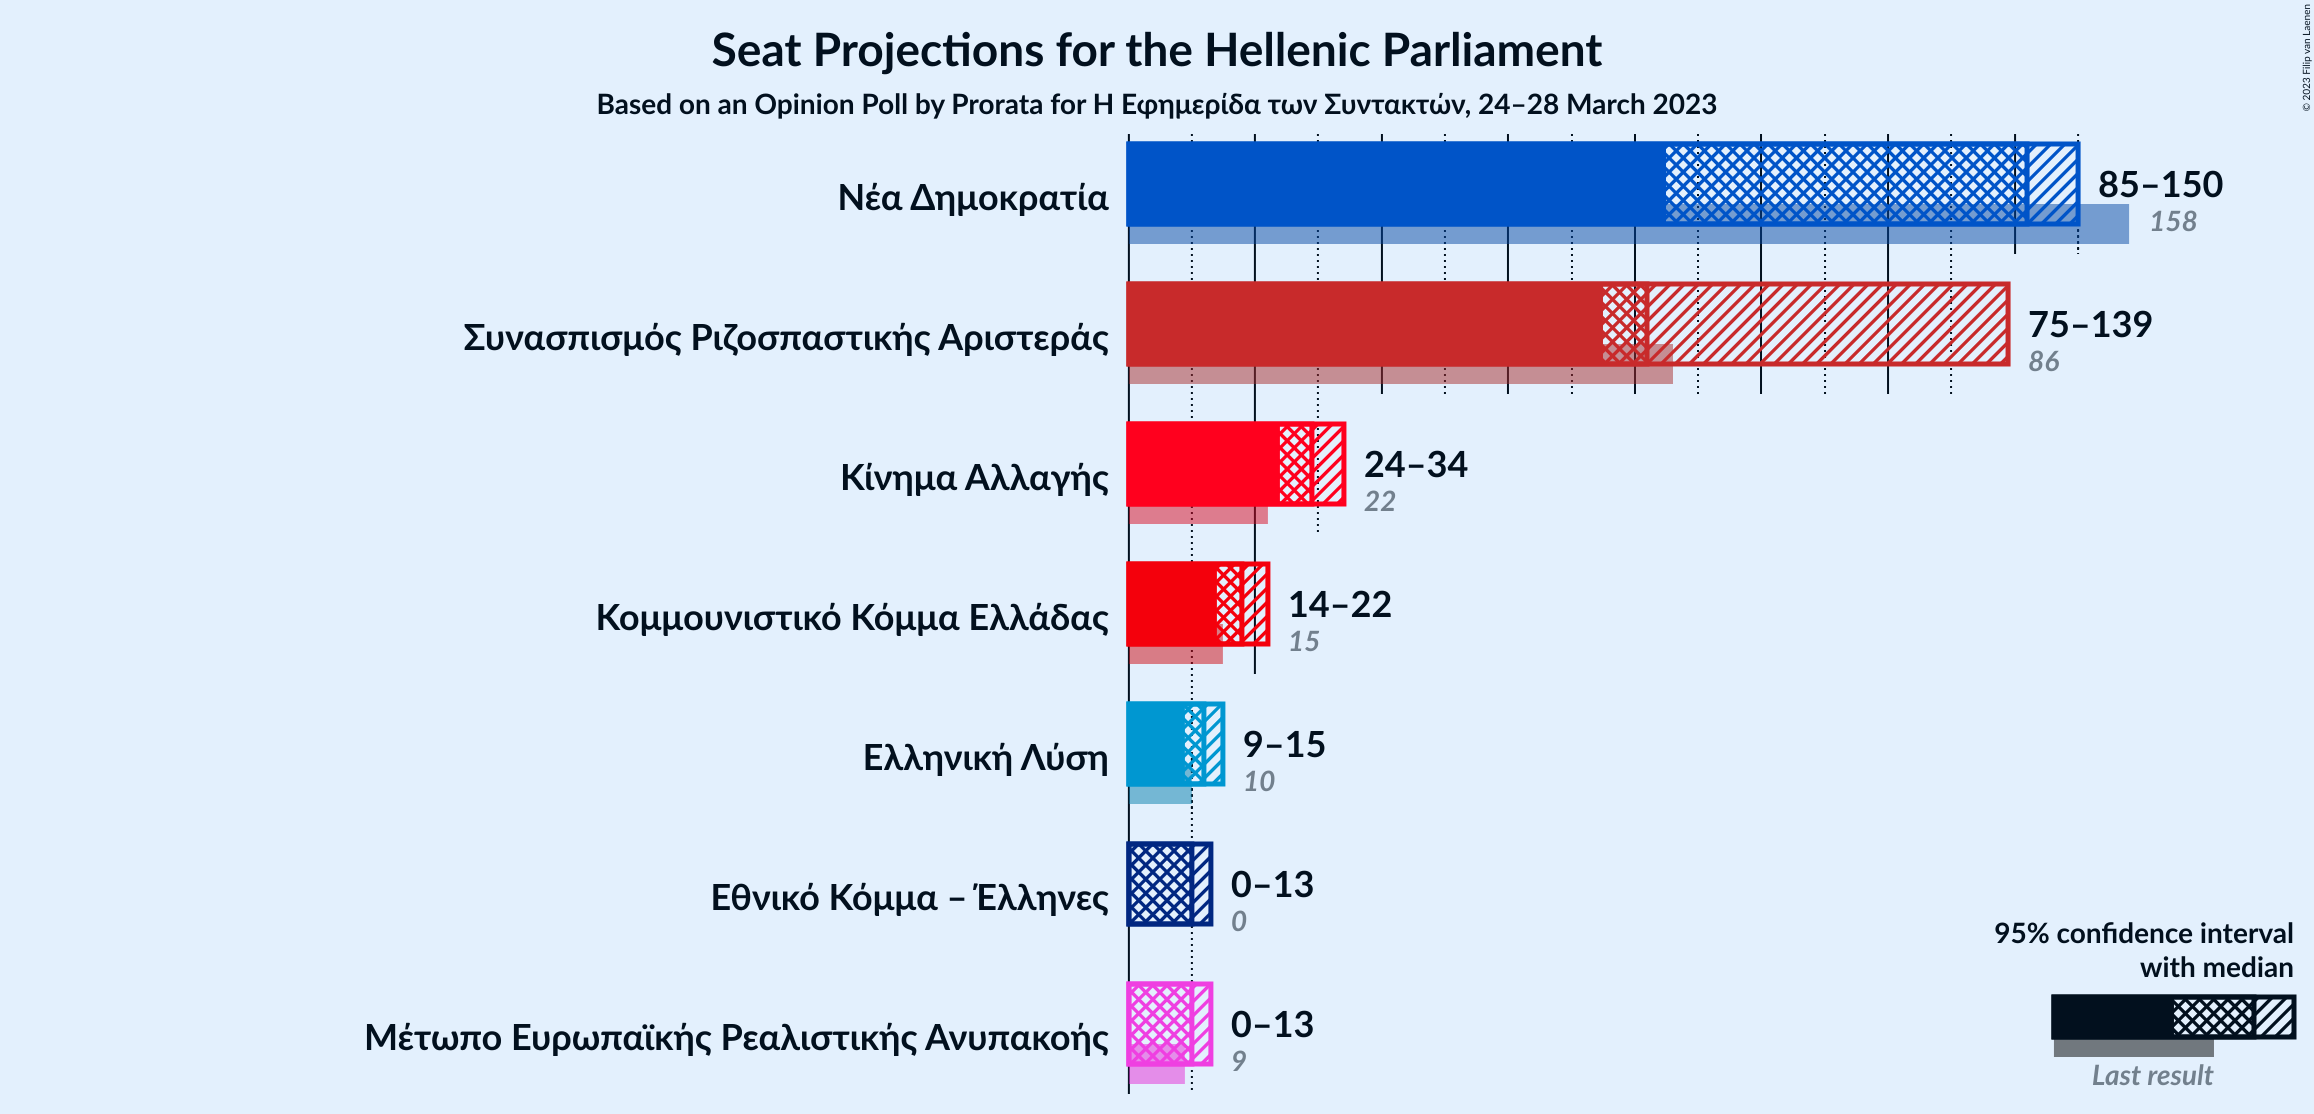 Seat Projections for the Hellenic Parliament
Based on an Opinion Poll by Prorata for Η Εφημερίδα των Συντακτών, 24–28 March 2023
© 2023 Filip van Laenen
Νέα Δημοκρατία
85–150
158
Συνασπισμός Ριζοσπαστικής Αριστεράς
75–139
86
Κίνημα Αλλαγής
24–34
22
Κομμουνιστικό Κόμμα Ελλάδας
14–22
15
Ελληνική Λύση
9–15
10
Εθνικό Κόμμα – Έλληνες
0–13
0
Μέτωπο Ευρωπαϊκής Ρεαλιστικής Ανυπακοής
0–13
9
95% confidence interval
with median
Last result